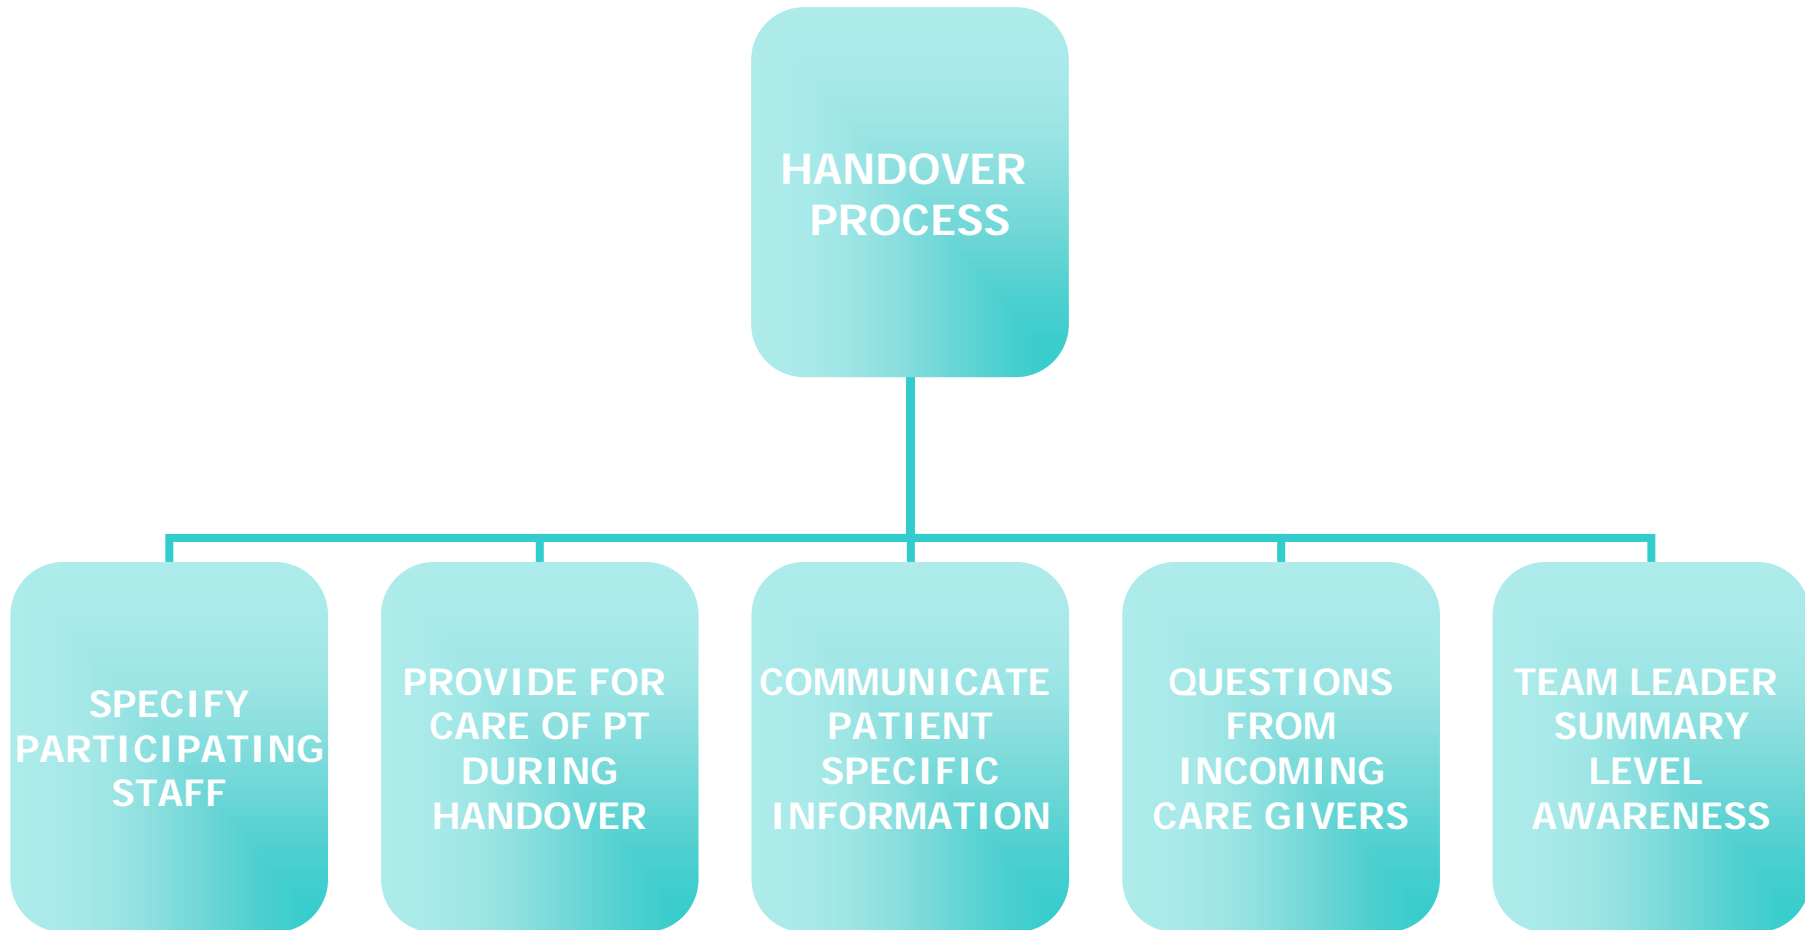 HANDOVER
PROCESS
SPECIFY
PARTICIPATING
STAFF
PROVIDE FOR
CARE OF PT
DURING
HANDOVER
COMMUNICATE
PATIENT
SPECIFIC
INFORMATION
QUESTIONS
FROM
INCOMING
CARE GIVERS
TEAM LEADER
SUMMARY
LEVEL
AWARENESS